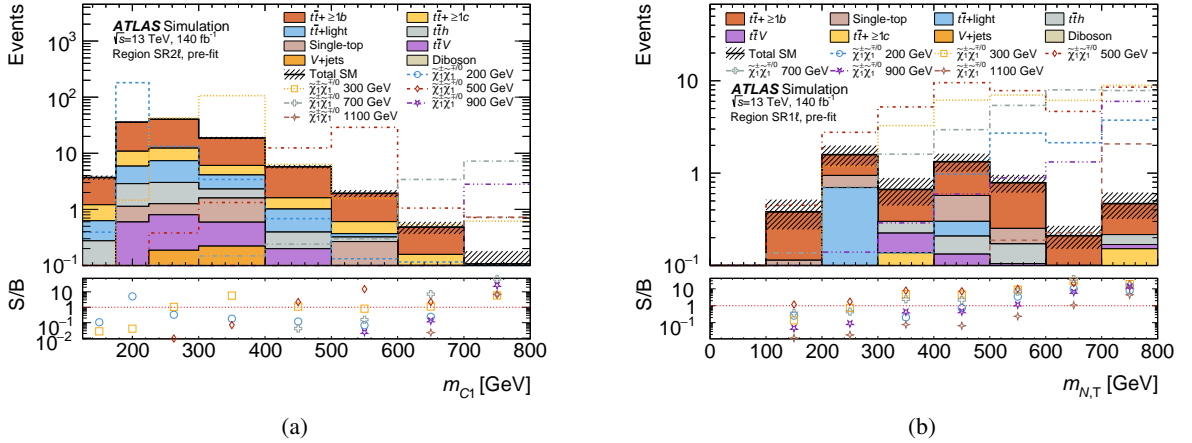 Events
10³
10²
10
1
10⁻¹
ATLAS Simulation
√s=13 TeV, 140 fb⁻¹
Region SR2ℓ, pre-fit
tt̄+ ≥1b
tt̄+ ≥1c
tt̄+light
tt̄h
Single-top
tt̄V
V+jets
Diboson
Total SM
χ̃₁±χ̃₁∓/⁰ 200 GeV
χ̃₁±χ̃₁∓/⁰ 300 GeV
χ̃₁±χ̃₁∓/⁰ 500 GeV
χ̃₁±χ̃₁∓/⁰ 700 GeV
χ̃₁±χ̃₁∓/⁰ 900 GeV
χ̃₁±χ̃₁∓/⁰ 1100 GeV
S/B
10
1
10⁻¹
10⁻²
200 300 400 500 600 700 800
m_C1 [GeV]
(a)
Events
10
1
10⁻¹
tt̄+ ≥1b
Single-top
tt̄+light
tt̄h
tt̄V
tt̄+ ≥1c
V+jets
Diboson
Total SM
χ̃₁±χ̃₁∓/⁰ 200 GeV
χ̃₁±χ̃₁∓/⁰ 300 GeV
χ̃₁±χ̃₁∓/⁰ 500 GeV
χ̃₁±χ̃₁∓/⁰ 700 GeV
χ̃₁±χ̃₁∓/⁰ 900 GeV
χ̃₁±χ̃₁∓/⁰ 1100 GeV
ATLAS Simulation
√s=13 TeV, 140 fb⁻¹
Region SR1ℓ, pre-fit
S/B
10
1
10⁻¹
10⁻²
0 100 200 300 400 500 600 700 800
m_N,T [GeV]
(b)